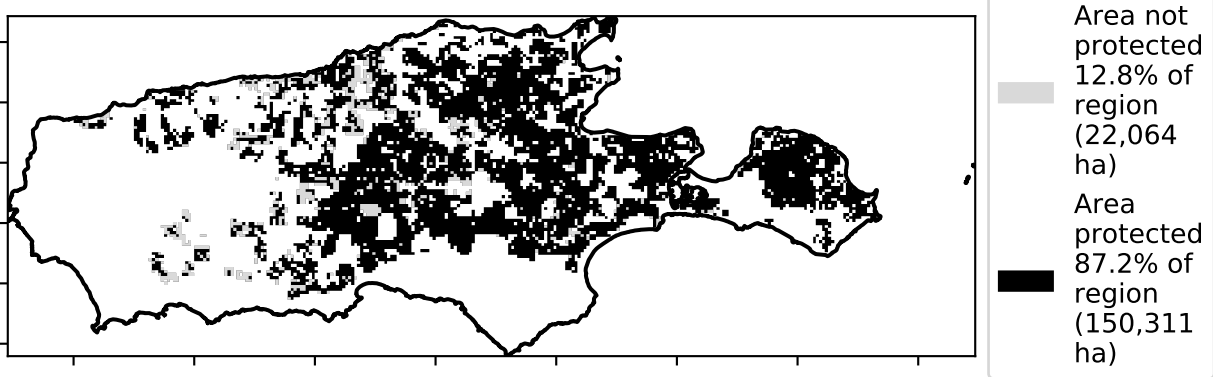 Area not
protected
12.8% of
region
(22,064
ha)
Area
protected
87.2% of
region
(150,311
ha)